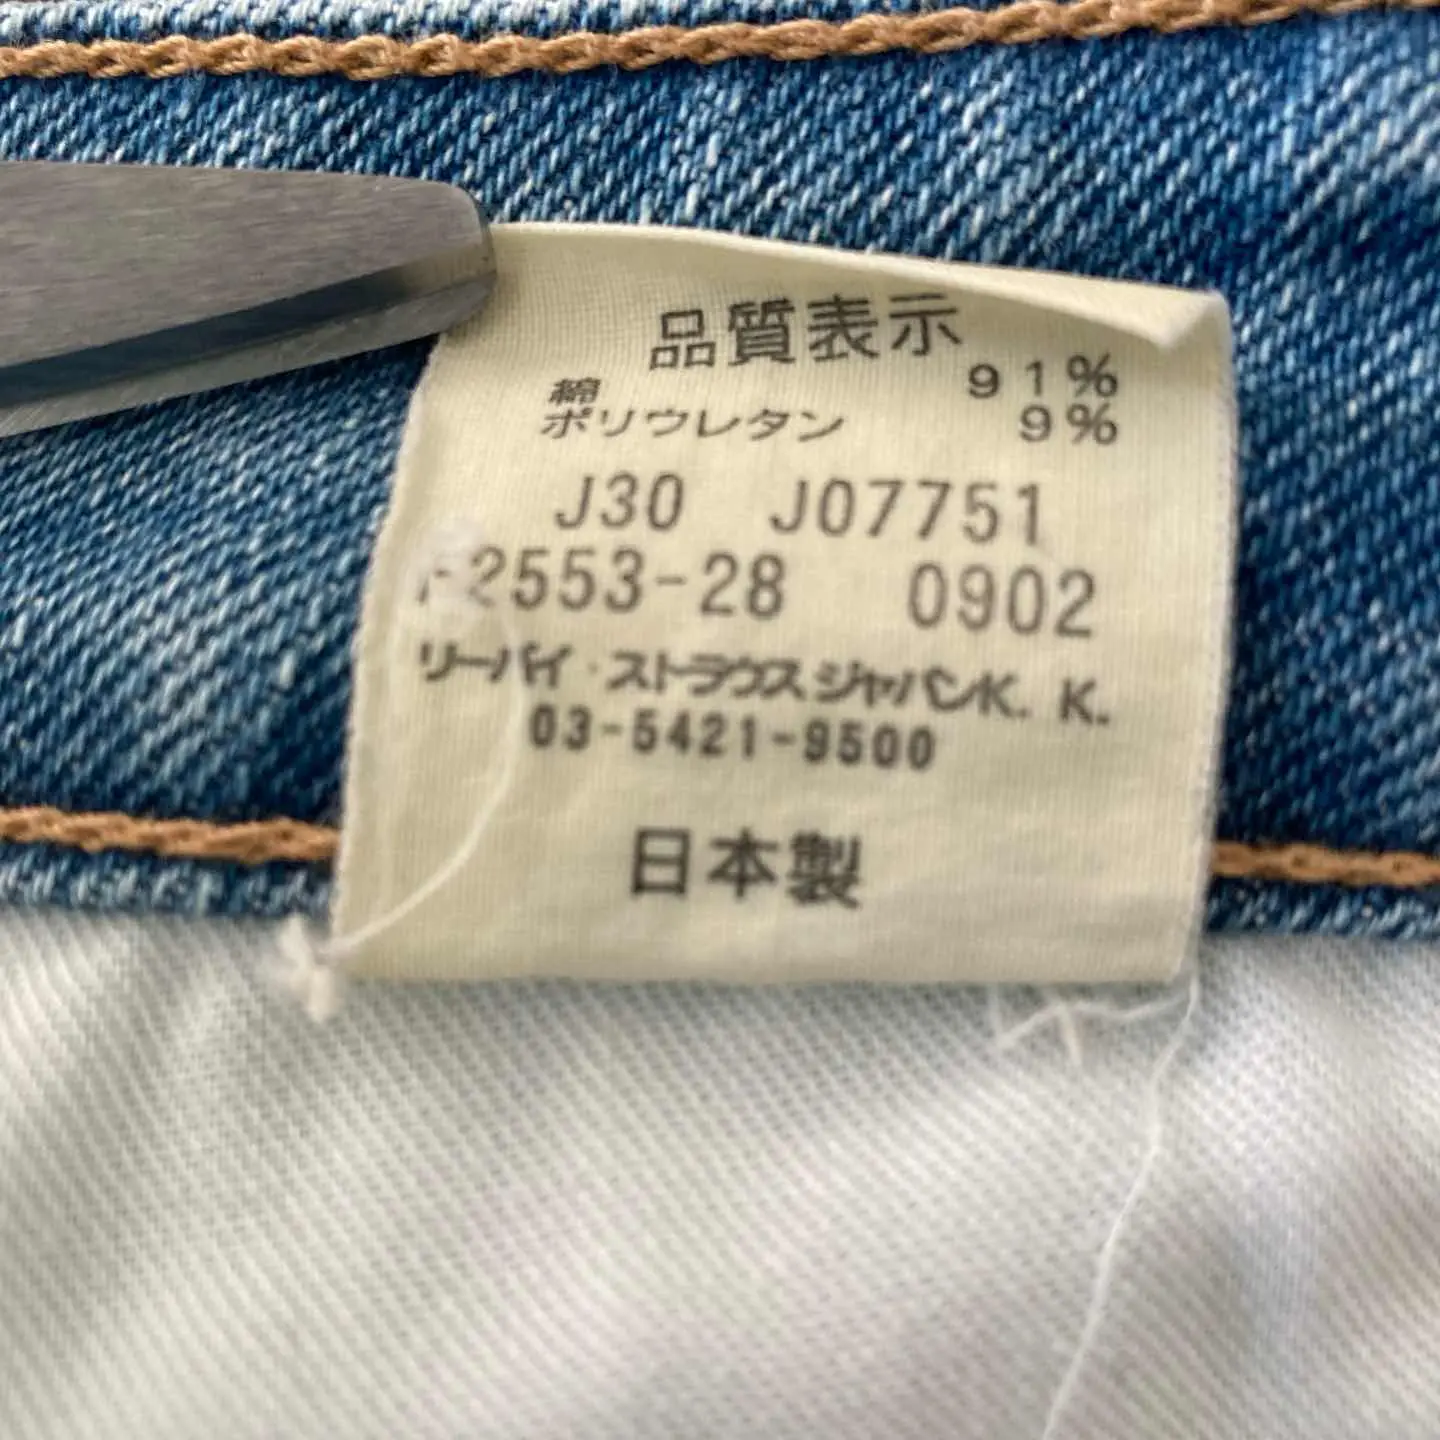 品質表示
綿 91%
ポリウレタン 9%
J30 J07751
2553-28 0902
リーバイ・ストラウスジャパンK. K.
03-5421-9500
日本製